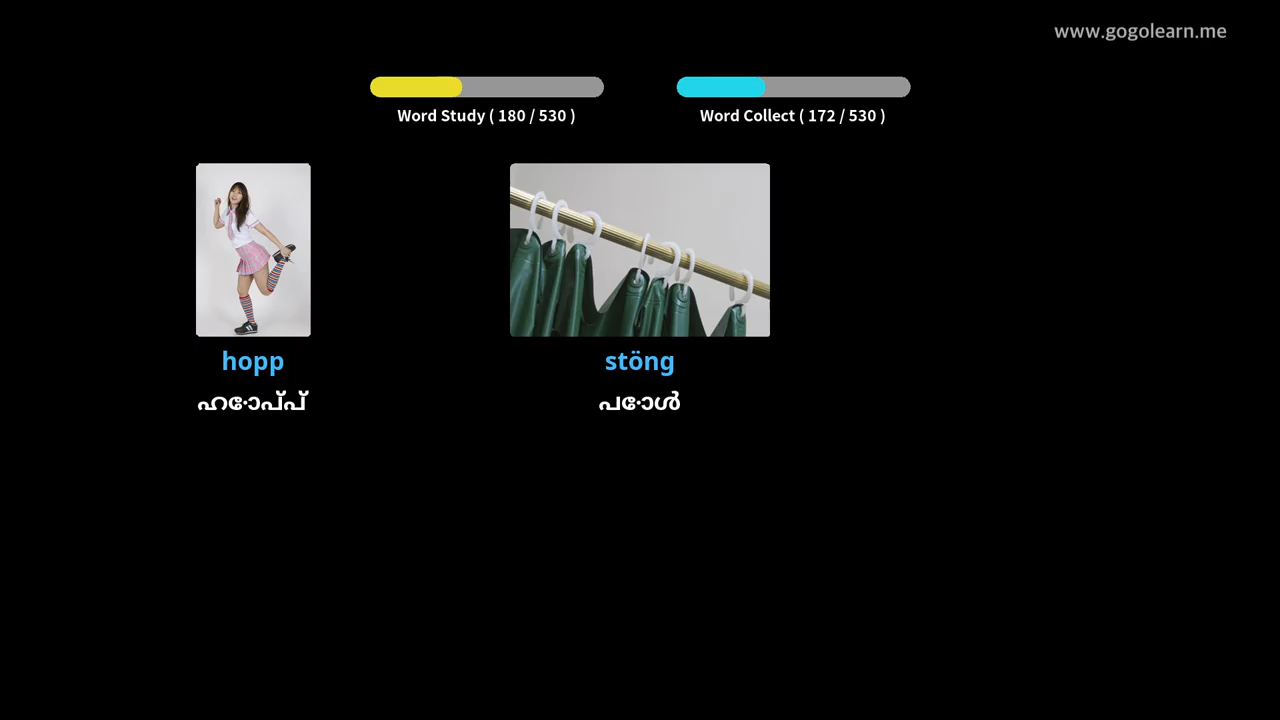 www.gogolearn.me
Word Study ( 180 / 530 )
Word Collect ( 172 / 530 )
hopp
stöng
ഹോപ്പ്
പോൾ